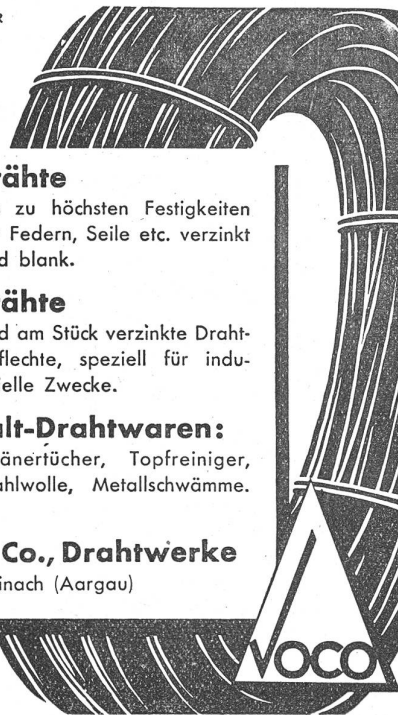 R
ähte
zu höchsten Festigkeiten
Federn, Seile etc. verzinkt
d blank.
ähte
d am Stück verzinkte Draht-
flechte, speziell für indu-
ielle Zwecke.
lt-Drahtwaren:
änertücher, Topfreiniger,
ahlwolle, Metallschwämme.
Co., Drahtwerke
inach (Aargau)
VOCO